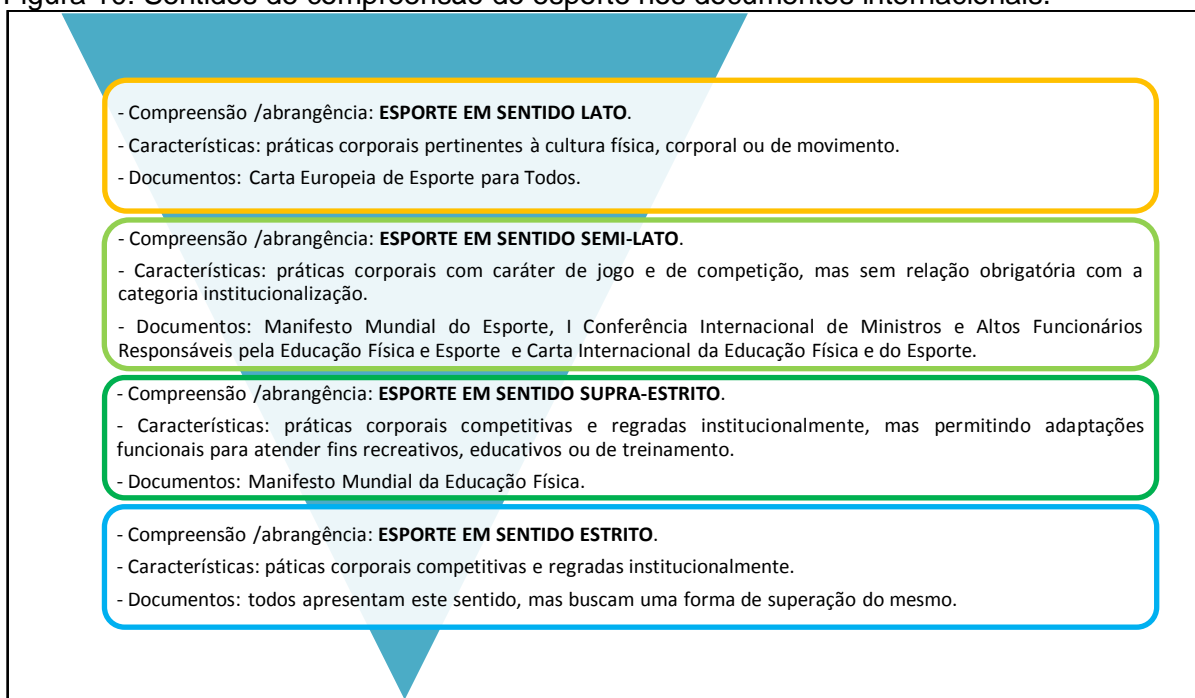 Figura 10. Sentidos de compreensão do esporte nos documentos internacionais.
- Compreensão /abrangência: ESPORTE EM SENTIDO LATO.
- Características: práticas corporais pertinentes à cultura física, corporal ou de movimento.
- Documentos: Carta Europeia de Esporte para Todos.
- Compreensão /abrangência: ESPORTE EM SENTIDO SEMI-LATO.
- Características: práticas corporais com caráter de jogo e de competição, mas sem relação obrigatória com a
categoria institucionalização.
- Documentos: Manifesto Mundial do Esporte, I Conferência Internacional de Ministros e Altos Funcionários
Responsáveis pela Educação Física e Esporte e Carta Internacional da Educação Física e do Esporte.
- Compreensão /abrangência: ESPORTE EM SENTIDO SUPRA-ESTRITO.
- Características: práticas corporais competitivas e regradas institucionalmente, mas permitindo adaptações
funcionais para atender fins recreativos, educativos ou de treinamento.
- Documentos: Manifesto Mundial da Educação Física.
- Compreensão /abrangência: ESPORTE EM SENTIDO ESTRITO.
- Características: páticas corporais competitivas e regradas institucionalmente.
- Documentos: todos apresentam este sentido, mas buscam uma forma de superação do mesmo.